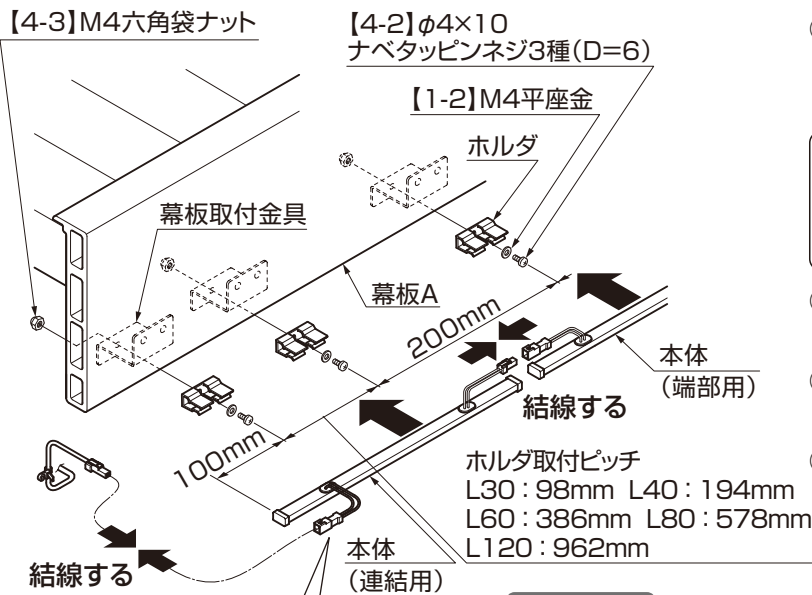 【4-3】M4六角袋ナット
【4-2】φ4×10
ナベタッピンネジ3種(D=6)
【1-2】M4平座金
ホルダ
幕板取付金具
幕板A
200mm
100mm
本体
(端部用)
結線する
ホルダ取付ピッチ
L30：98mm L40：194mm
L60：386mm L80：578mm
L120：962mm
本体
(連結用)
結線する